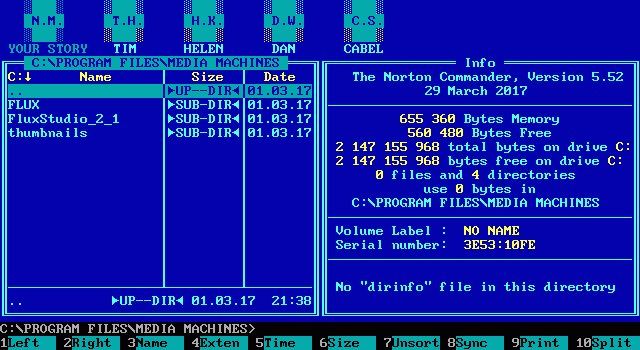 N.M. T.H. H.K. D.W. C.S.
YOUR STORY TIM HELEN DAN CABEL
C:\PROGRAM FILES\MEDIA MACHINES
C:↓ Name Size Date
.. ►UP--DIR◄ 01.03.17
FLUX ►SUB-DIR◄ 01.03.17
FluxStudio_2_1 ►SUB-DIR◄ 01.03.17
thumbnails ►SUB-DIR◄ 01.03.17
.. ►UP--DIR◄ 01.03.17 21:38
Info
The Norton Commander, Version 5.52
29 March 2017
655 360 Bytes Memory
560 480 Bytes Free
2 147 155 968 total bytes on drive C:
2 147 155 968 bytes free on drive C:
0 files and 4 directories
use 0 bytes in
C:\PROGRAM FILES\MEDIA MACHINES
Volume Label : NO NAME
Serial number: 3E53:10FE
No "dirinfo" file in this directory
C:\PROGRAM FILES\MEDIA MACHINES>
1Left 2Right 3Name 4Exten 5Time 6Size 7Unsort 8Sync 9Print 10Split